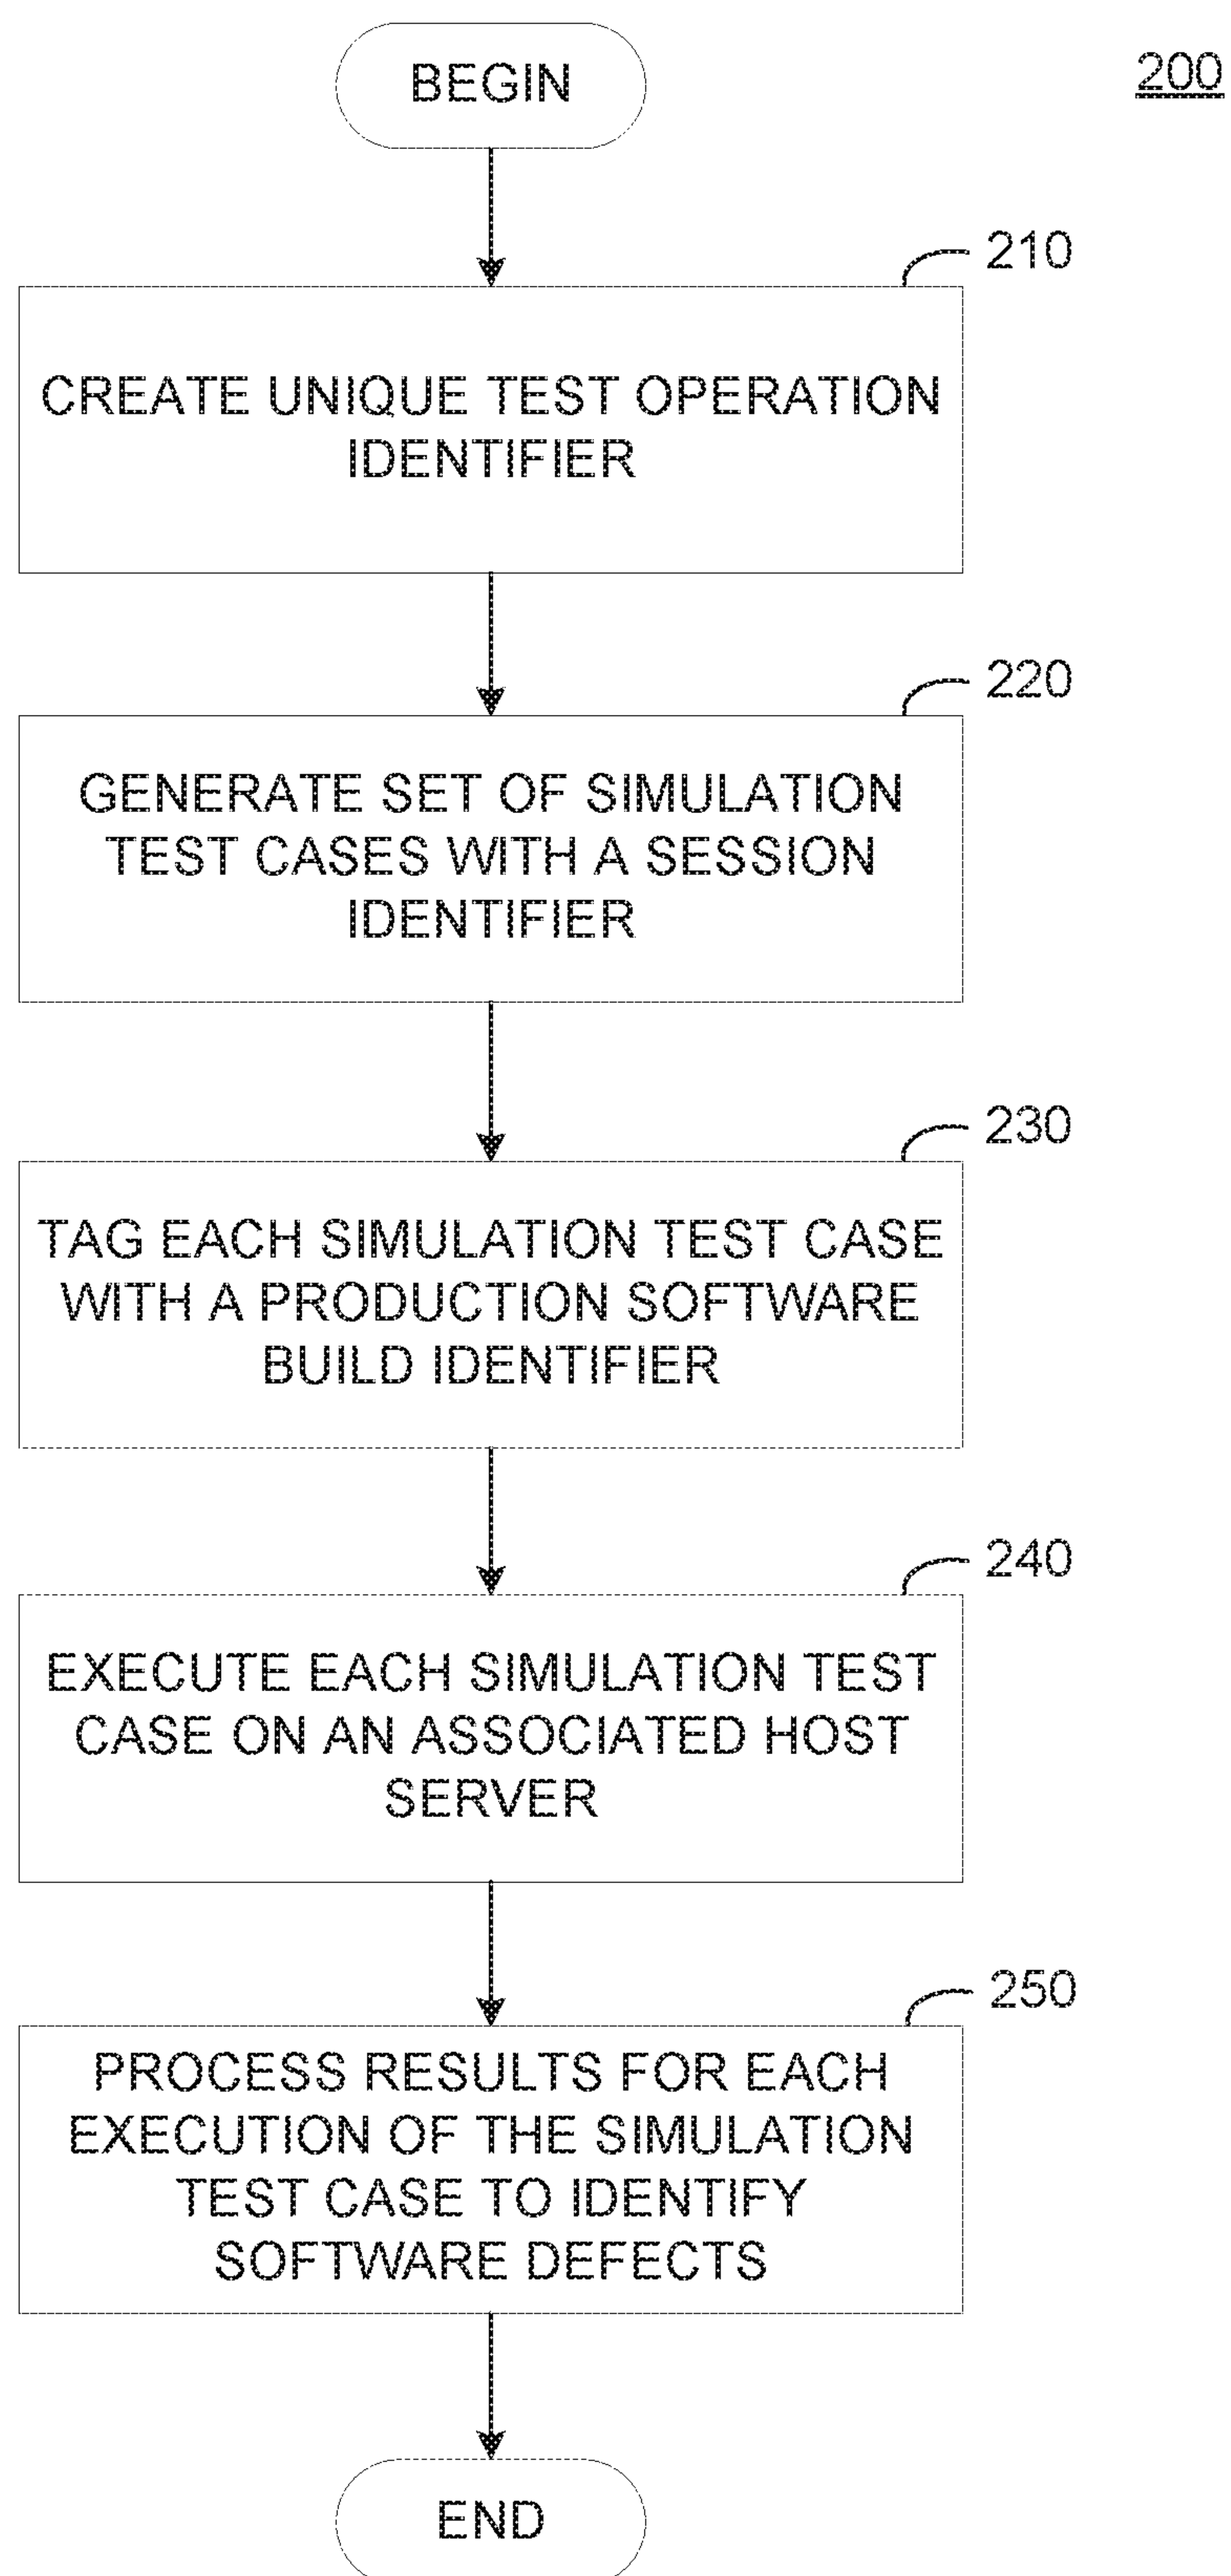 BEGIN
200
210
CREATE UNIQUE TEST OPERATION
IDENTIFIER
220
GENERATE SET OF SIMULATION
TEST CASES WITH A SESSION
IDENTIFIER
230
TAG EACH SIMULATION TEST CASE
WITH A PRODUCTION SOFTWARE
BUILD IDENTIFIER
240
EXECUTE EACH SIMULATION TEST
CASE ON AN ASSOCIATED HOST
SERVER
250
PROCESS RESULTS FOR EACH
EXECUTION OF THE SIMULATION
TEST CASE TO IDENTIFY
SOFTWARE DEFECTS
END